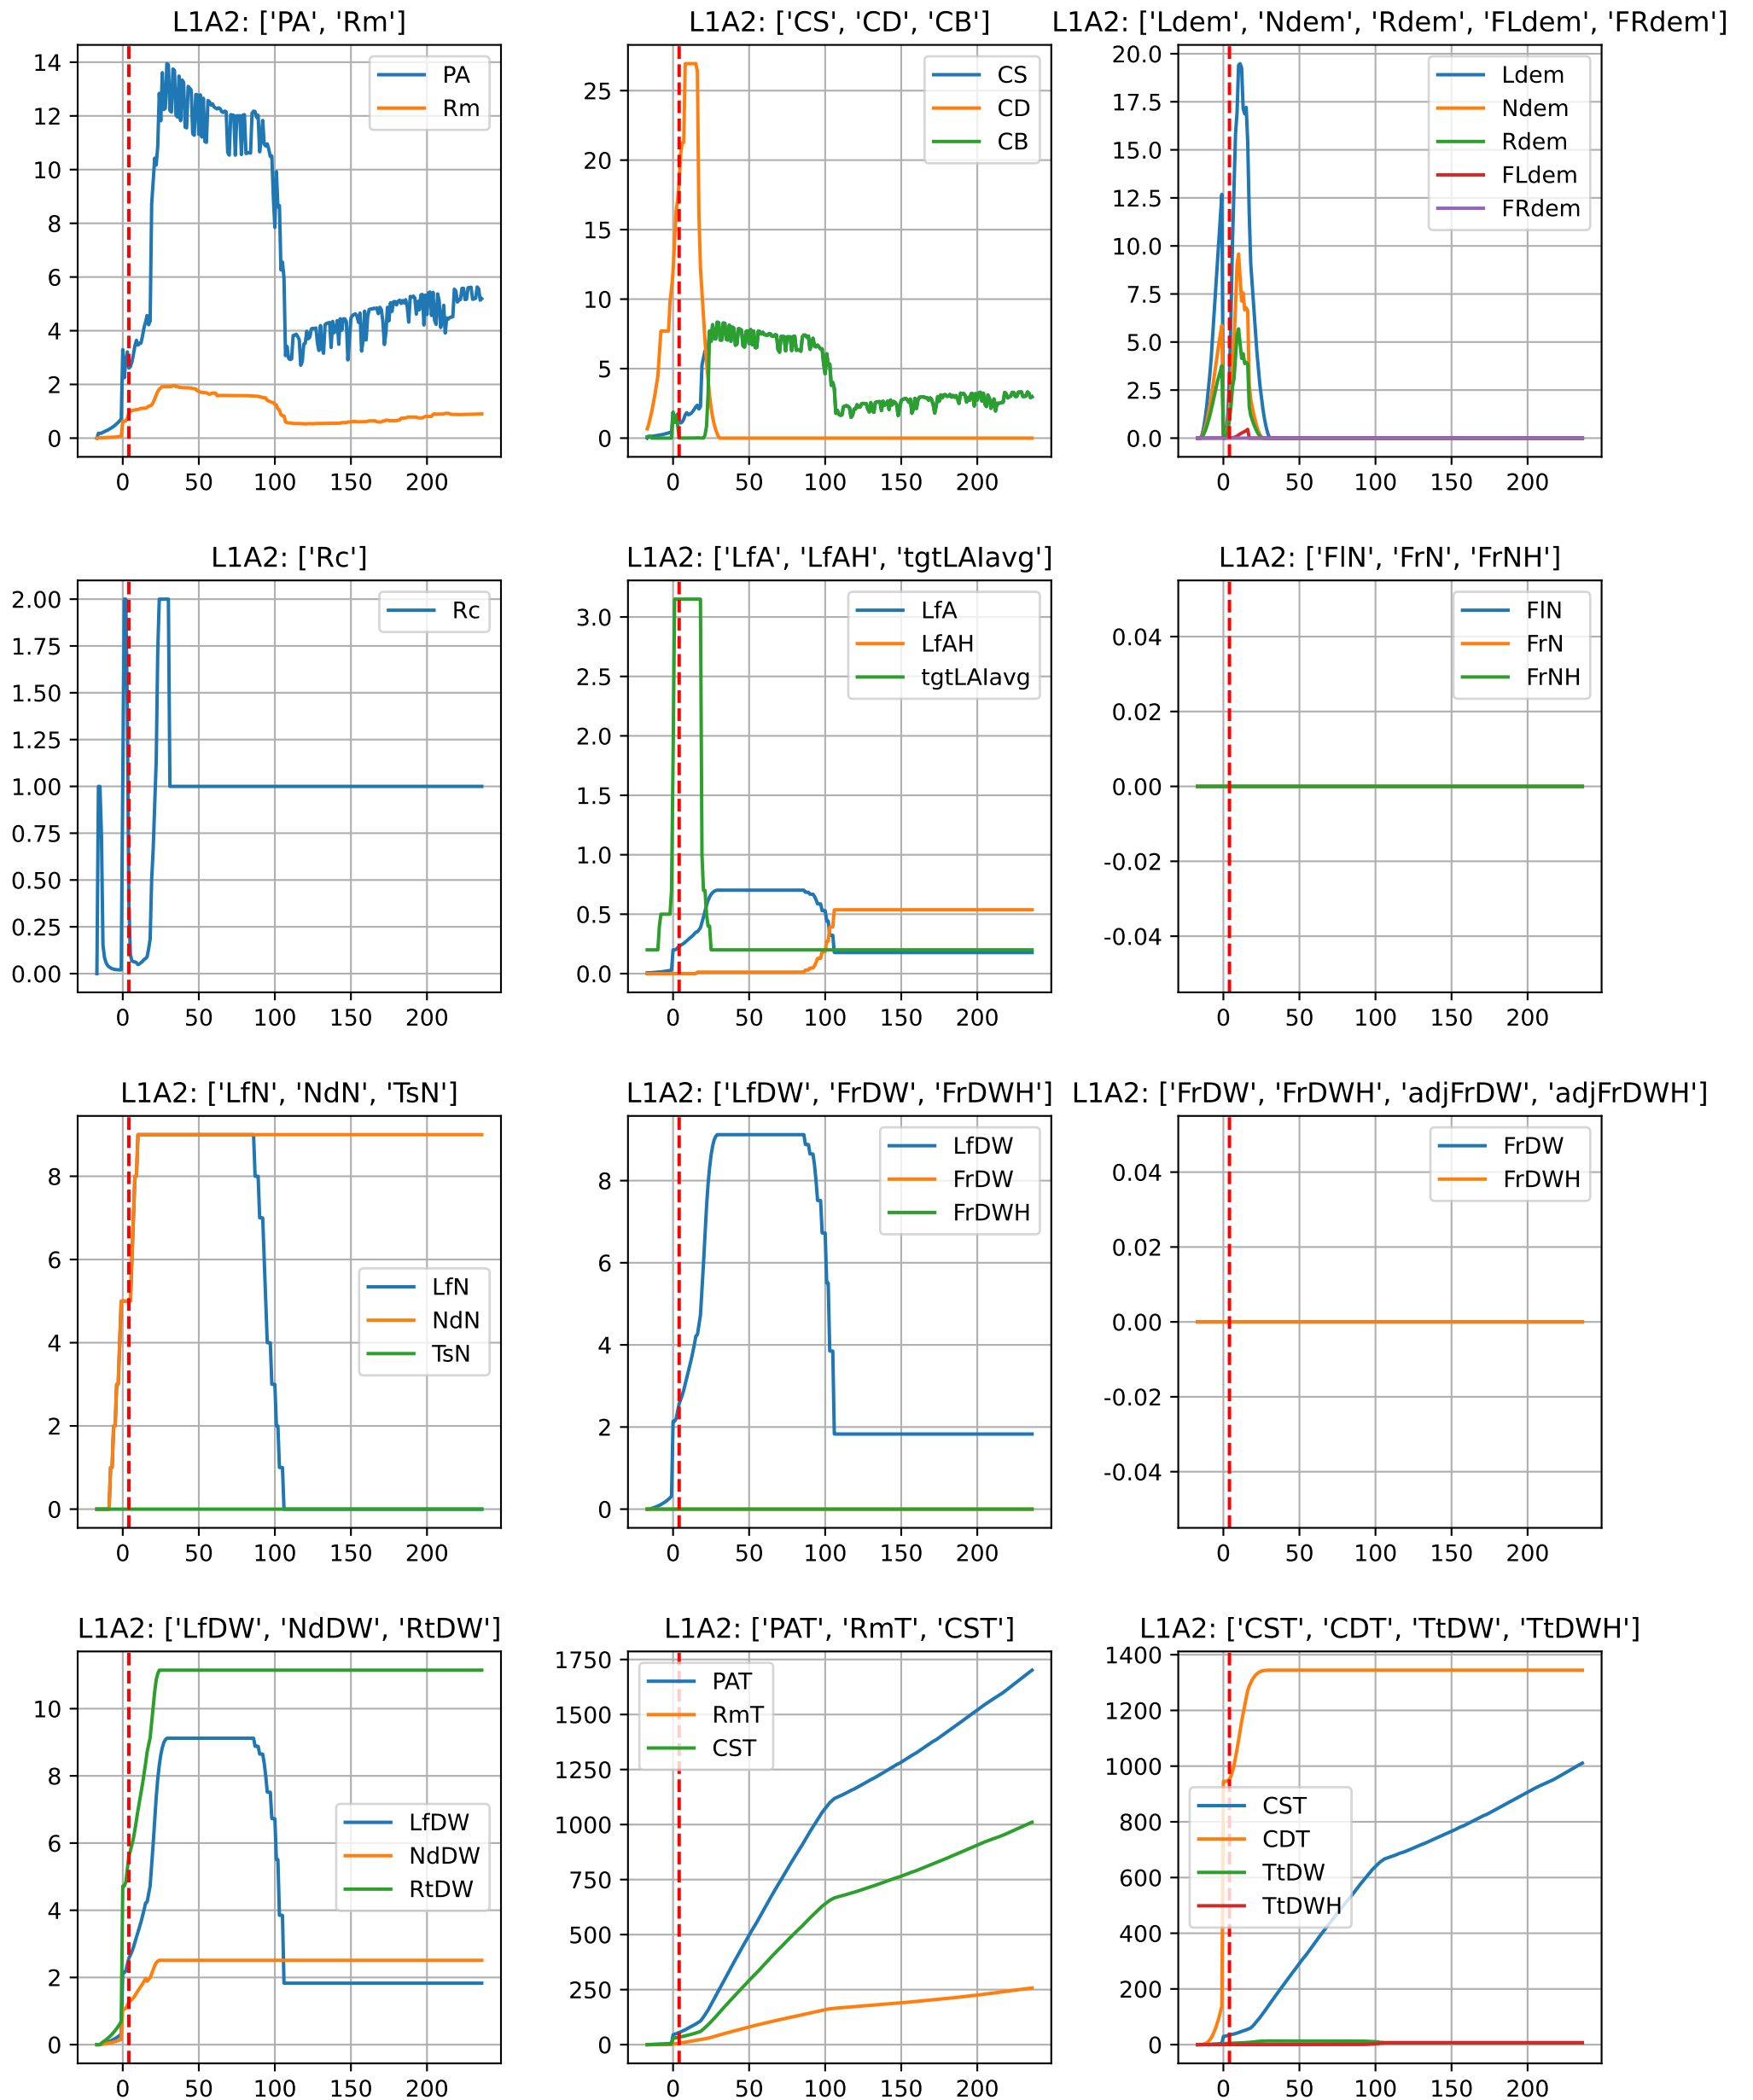 L1A2: ['PA', 'Rm']
14
12
10
8
6
4
2
0
0 50 100 150 200
PA
Rm
L1A2: ['CS', 'CD', 'CB']
25
20
15
10
5
0
0 50 100 150 200
CS
CD
CB
L1A2: ['Ldem', 'Ndem', 'Rdem', 'FLdem', 'FRdem']
20.0
17.5
15.0
12.5
10.0
7.5
5.0
2.5
0.0
0 50 100 150 200
Ldem
Ndem
Rdem
FLdem
FRdem
L1A2: ['Rc']
2.00
1.75
1.50
1.25
1.00
0.75
0.50
0.25
0.00
0 50 100 150 200
Rc
L1A2: ['LfA', 'LfAH', 'tgtLAIavg']
3.0
2.5
2.0
1.5
1.0
0.5
0.0
0 50 100 150 200
LfA
LfAH
tgtLAIavg
L1A2: ['FlN', 'FrN', 'FrNH']
0.04
0.02
0.00
-0.02
-0.04
0 50 100 150 200
FlN
FrN
FrNH
L1A2: ['LfN', 'NdN', 'TsN']
8
6
4
2
0
0 50 100 150 200
LfN
NdN
TsN
L1A2: ['LfDW', 'FrDW', 'FrDWH']
8
6
4
2
0
0 50 100 150 200
LfDW
FrDW
FrDWH
L1A2: ['FrDW', 'FrDWH', 'adjFrDW', 'adjFrDWH']
0.04
0.02
0.00
-0.02
-0.04
0 50 100 150 200
FrDW
FrDWH
L1A2: ['LfDW', 'NdDW', 'RtDW']
10
8
6
4
2
0
0 50 100 150 200
LfDW
NdDW
RtDW
L1A2: ['PAT', 'RmT', 'CST']
1750
1500
1250
1000
750
500
250
0
0 50 100 150 200
PAT
RmT
CST
L1A2: ['CST', 'CDT', 'TtDW', 'TtDWH']
1400
1200
1000
800
600
400
200
0
0 50 100 150 200
CST
CDT
TtDW
TtDWH